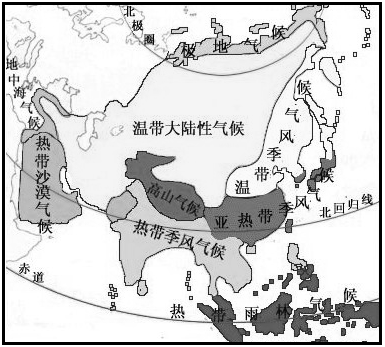 北极圈
极地气候
地中海气候
温带大陆性气候
温带季风气候
热带沙漠气候
高山气候
亚热带季风气候
北回归线
热带季风气候
赤道
热带雨林气候